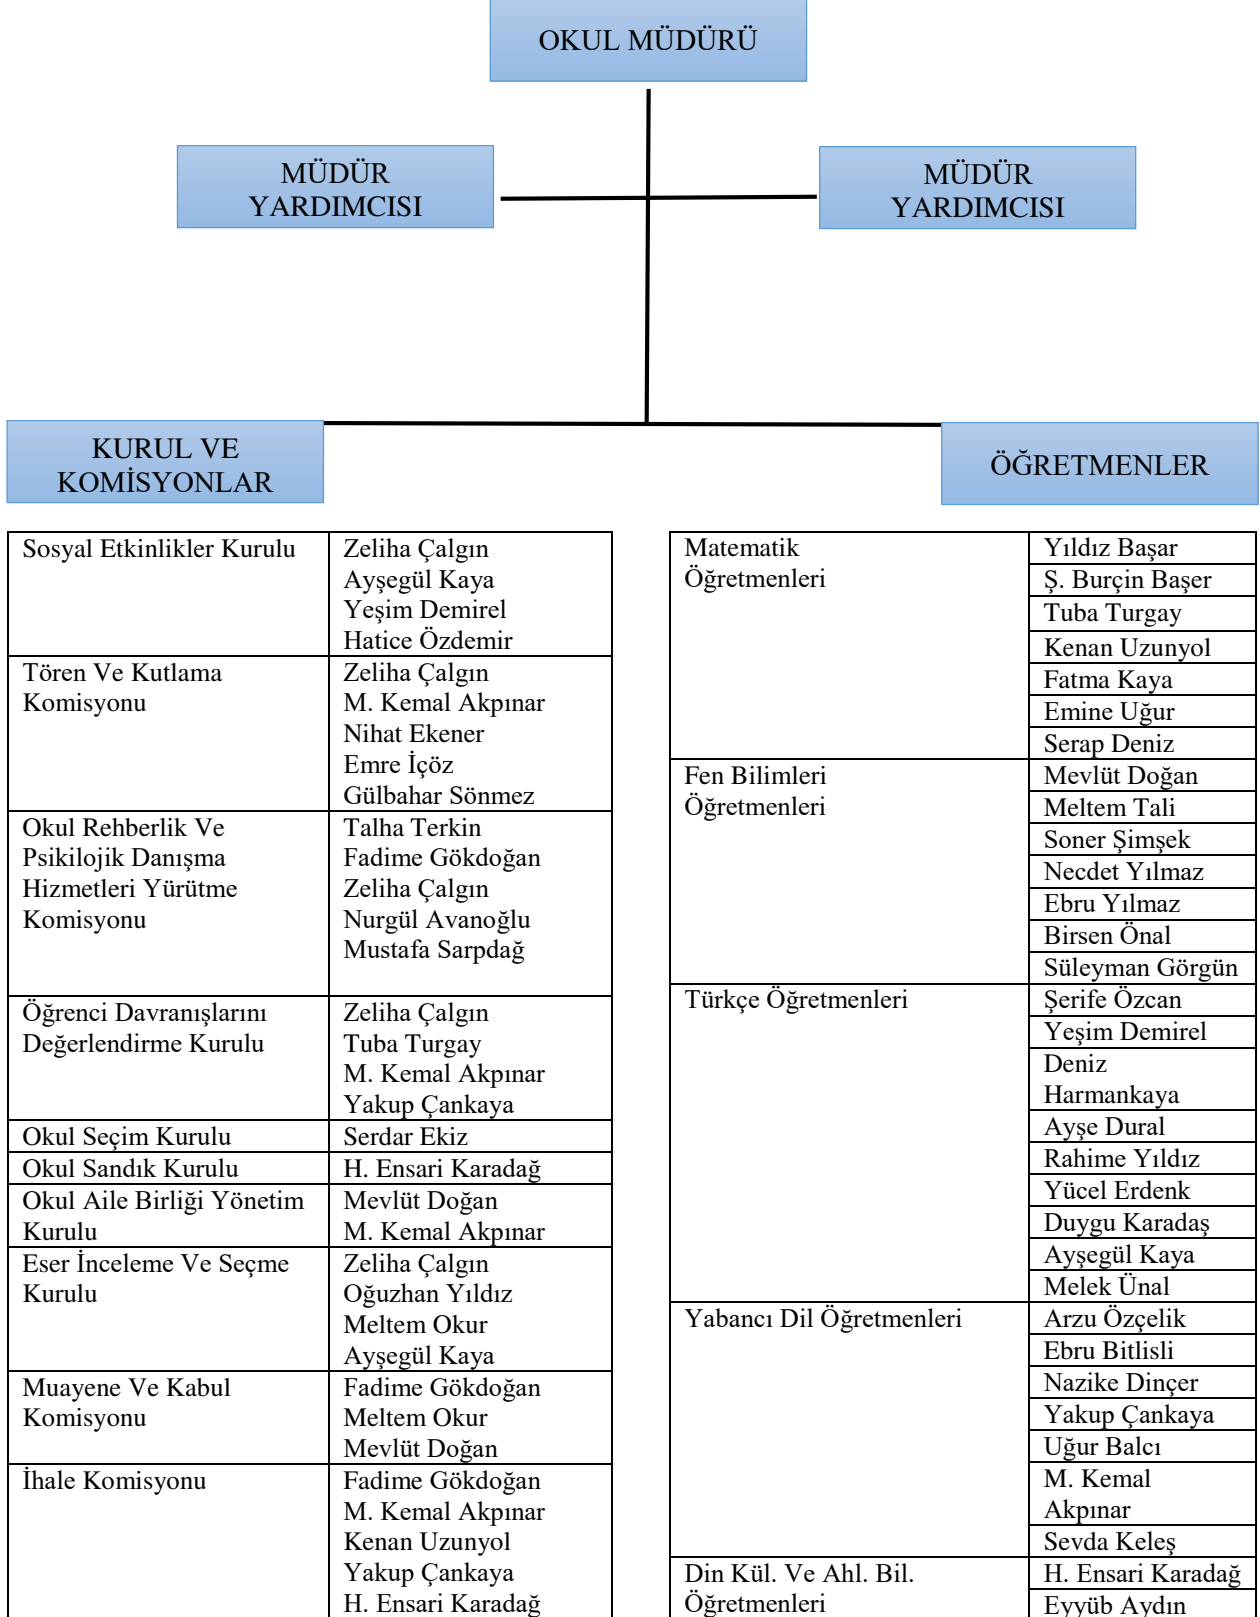 OKUL MÜDÜRÜ
MÜDÜR
YARDIMCISI
MÜDÜR
YARDIMCISI
KURUL VE
KOMİSYONLAR
ÖĞRETMENLER
Sosyal Etkinlikler Kurulu
Zeliha Çalgın
Ayşegül Kaya
Yeşim Demirel
Hatice Özdemir
Tören Ve Kutlama
Komisyonu
Zeliha Çalgın
M. Kemal Akpınar
Nihat Ekener
Emre İçöz
Gülbahar Sönmez
Okul Rehberlik Ve
Psikilojik Danışma
Hizmetleri Yürütme
Komisyonu
Talha Terkin
Fadime Gökdoğan
Zeliha Çalgın
Nurgül Avanoğlu
Mustafa Sarpdağ
Öğrenci Davranışlarını
Değerlendirme Kurulu
Zeliha Çalgın
Tuba Turgay
M. Kemal Akpınar
Yakup Çankaya
Okul Seçim Kurulu
Serdar Ekiz
Okul Sandık Kurulu
H. Ensari Karadağ
Okul Aile Birliği Yönetim
Kurulu
Mevlüt Doğan
M. Kemal Akpınar
Eser İnceleme Ve Seçme
Kurulu
Zeliha Çalgın
Oğuzhan Yıldız
Meltem Okur
Ayşegül Kaya
Muayene Ve Kabul
Komisyonu
Fadime Gökdoğan
Meltem Okur
Mevlüt Doğan
İhale Komisyonu
Fadime Gökdoğan
M. Kemal Akpınar
Kenan Uzunyol
Yakup Çankaya
H. Ensari Karadağ
Matematik
Öğretmenleri
Yıldız Başar
Ş. Burçin Başer
Tuba Turgay
Kenan Uzunyol
Fatma Kaya
Emine Uğur
Serap Deniz
Fen Bilimleri
Öğretmenleri
Mevlüt Doğan
Meltem Tali
Soner Şimşek
Necdet Yılmaz
Ebru Yılmaz
Birsen Önal
Süleyman Görgün
Türkçe Öğretmenleri
Şerife Özcan
Yeşim Demirel
Deniz
Harmankaya
Ayşe Dural
Rahime Yıldız
Yücel Erdenk
Duygu Karadaş
Ayşegül Kaya
Melek Ünal
Yabancı Dil Öğretmenleri
Arzu Özçelik
Ebru Bitlisli
Nazike Dinçer
Yakup Çankaya
Uğur Balcı
M. Kemal
Akpınar
Sevda Keleş
Din Kül. Ve Ahl. Bil.
Öğretmenleri
H. Ensari Karadağ
Eyyüb Aydın